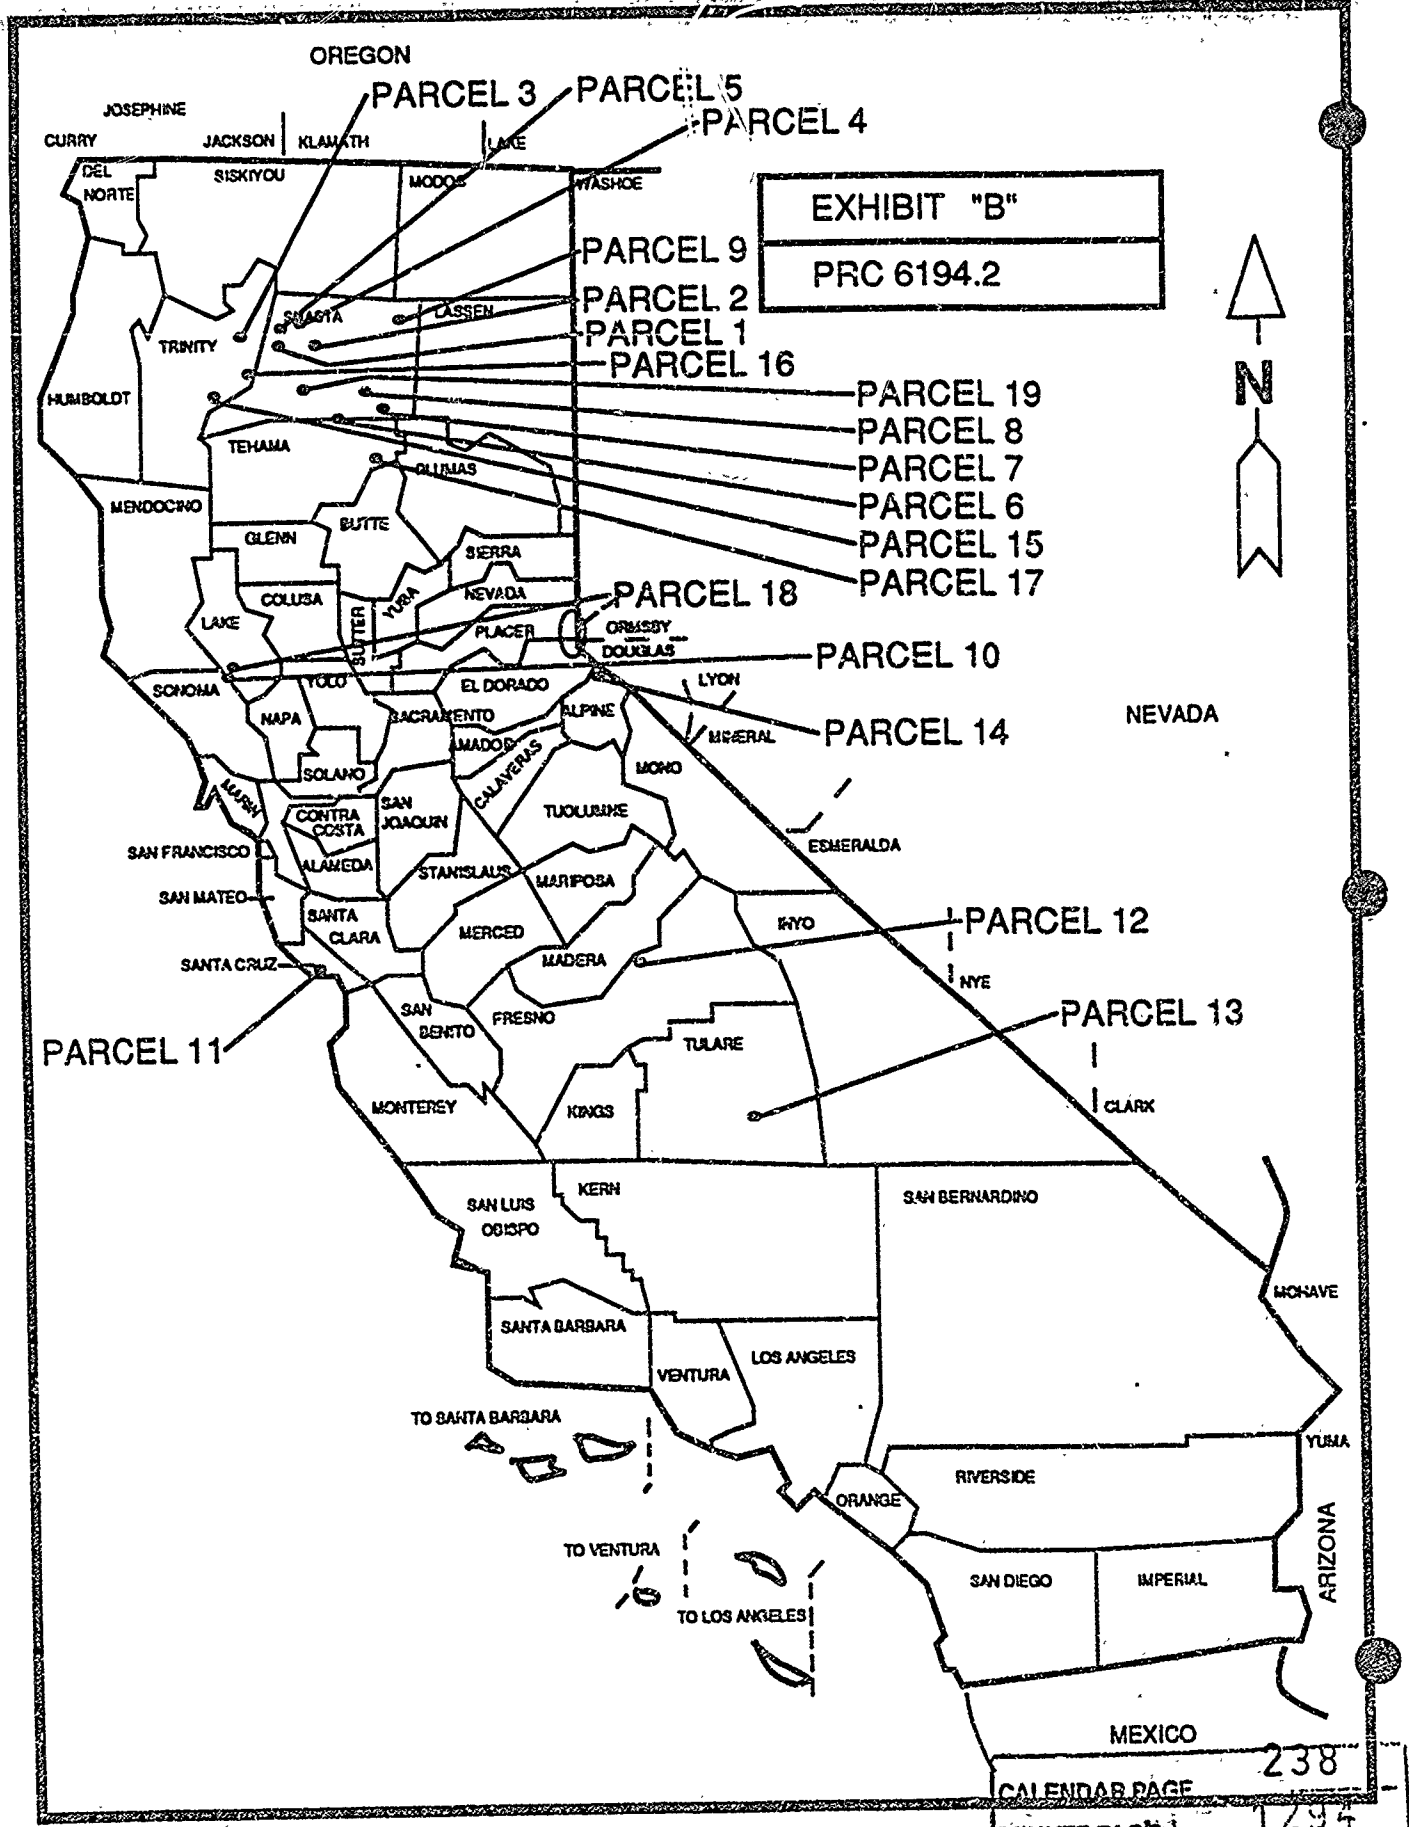 OREGON
PARCEL 3
PARCEL 5
PARCEL 4
JOSEPHINE
CURRY
JACKSON
KLAMATH
LAKE
DEL
NORTE
SISKIYOU
MODOC
WASHOE
EXHIBIT "B"
PRC 6194.2
PARCEL 9
PARCEL 2
PARCEL 1
PARCEL 16
SHASTA
LASSEN
TRINITY
N
HUMBOLDT
PARCEL 19
PARCEL 8
PARCEL 7
PARCEL 6
PARCEL 15
PARCEL 17
TEHAMA
PLUMAS
MENDOCINO
GLENN
BUTTE
SIERRA
COLUSA
YUBA
NEVADA
PARCEL 18
LAKE
SUTTER
PLACER
ORMSBY
DOUGLAS
PARCEL 10
SONOMA
YOLO
EL DORADO
LYON
NAPA
SACRAMENTO
ALPINE
MINERAL
PARCEL 14
NEVADA
AMADOR
CALAVERAS
SOLANO
MONO
MARIN
CONTRA
COSTA
SAN
JOAQUIN
TUOLUMNE
SAN FRANCISCO
ALAMEDA
STANISLAUS
MARIPOSA
ESMERALDA
SAN MATEO
SANTA
CLARA
MERCED
INYO
PARCEL 12
SANTA CRUZ
MADERA
NYE
SAN
BENITO
FRESNO
PARCEL 13
PARCEL 11
TULARE
MONTEREY
KINGS
CLARK
SAN LUIS
OBISPO
KERN
SAN BERNARDINO
MOHAVE
SANTA BARBARA
VENTURA
LOS ANGELES
TO SANTA BARBARA
YUMA
RIVERSIDE
ORANGE
ARIZONA
TO VENTURA
SAN DIEGO
IMPERIAL
TO LOS ANGELES
MEXICO
CALENDAR PAGE 238